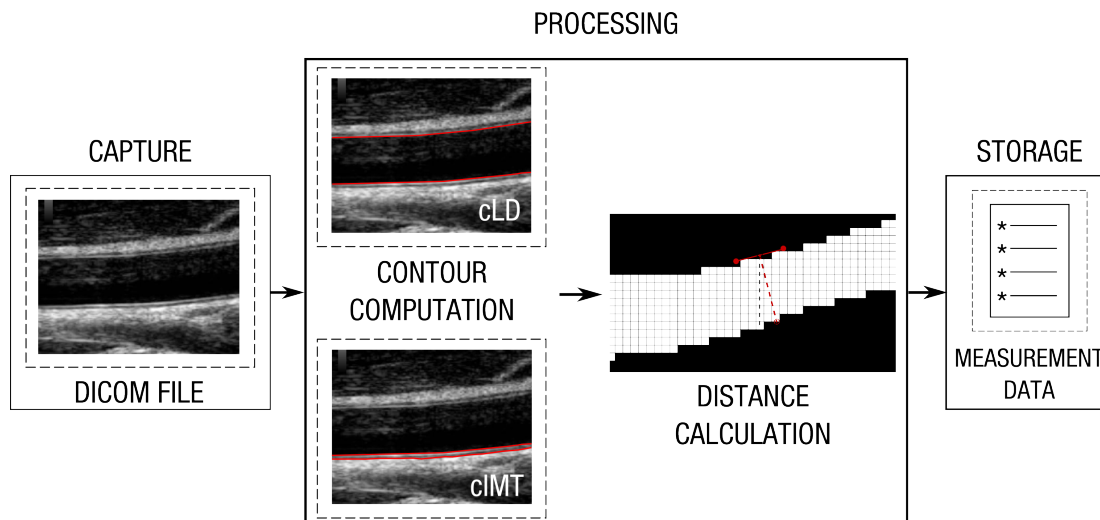 PROCESSING
CAPTURE
DICOM FILE
cLD
CONTOUR
COMPUTATION
cIMT
DISTANCE
CALCULATION
STORAGE
*
*
*
*
MEASUREMENT
DATA